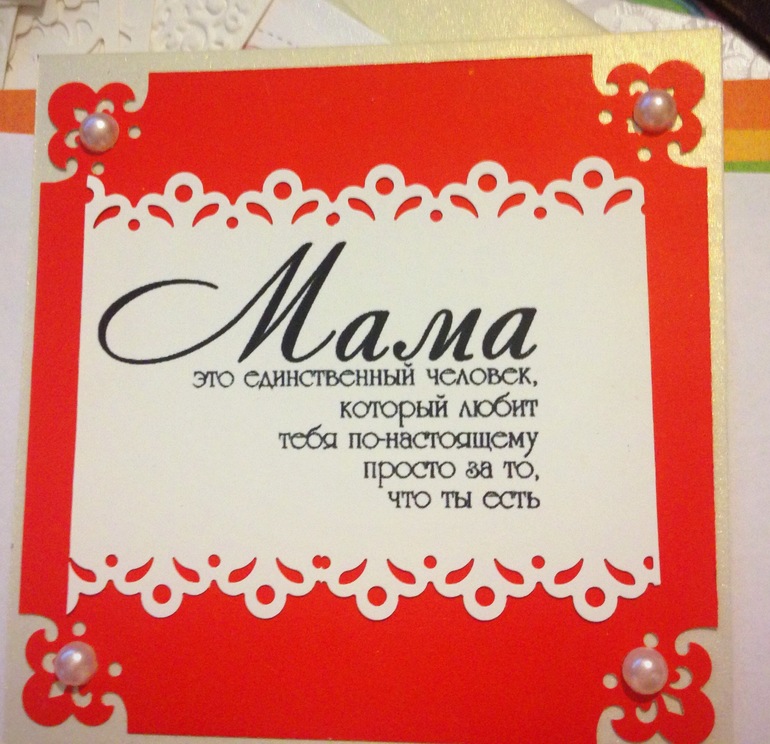 Мама
это единственный человек,
который любит
тебя по-настоящему
просто за то,
что ты есть